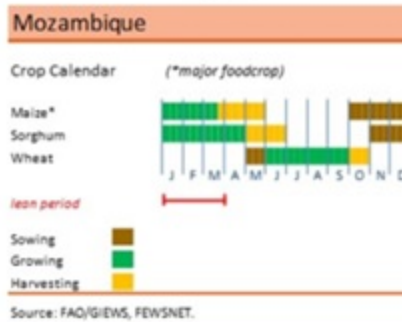 Mozambique
Crop Calendar (*major foodcrop)
Maize*
Sorghum
Wheat
J F M A M J J A S O N D
lean period
Sowing
Growing
Harvesting
Source: FAO/GIEWS, FEWSNET.